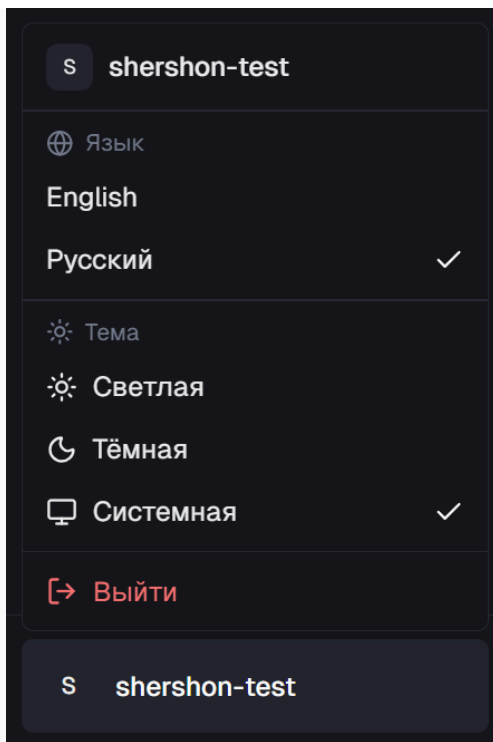 S shershon-test
Язык
English
Русский
Тема
Светлая
Тёмная
Системная
Выйти
S shershon-test